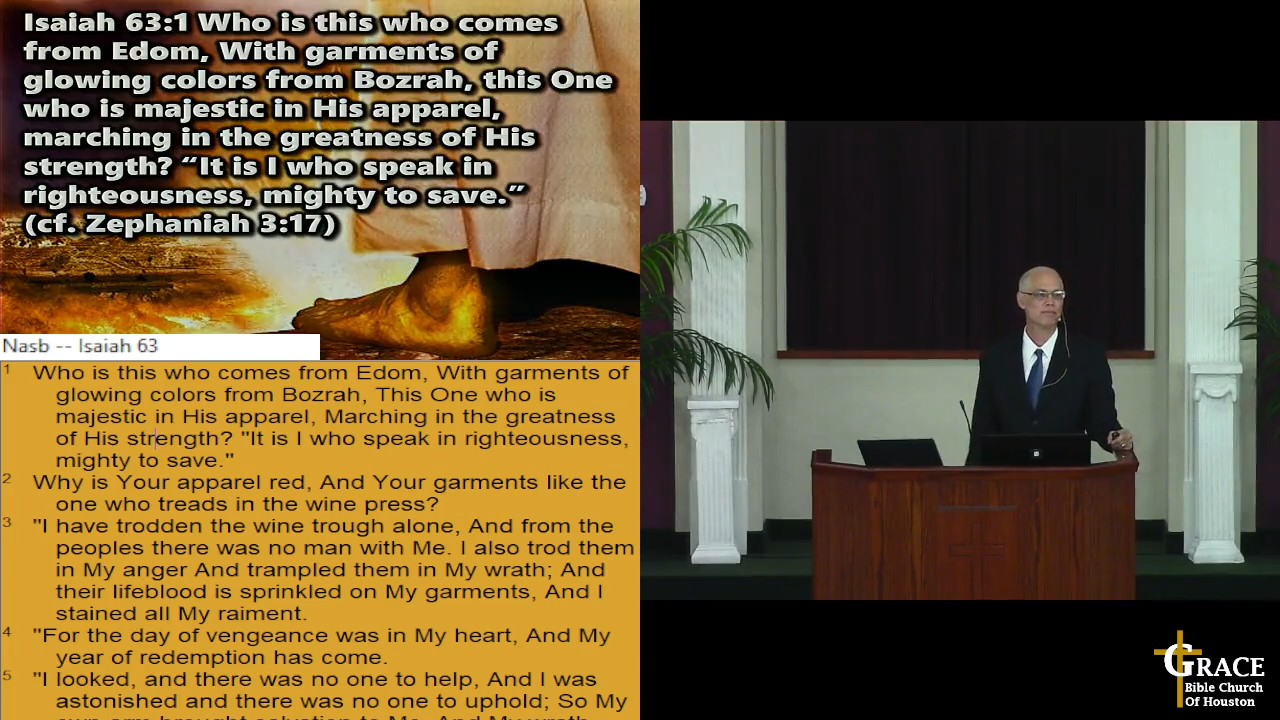 Isaiah 63:1 Who is this who comes
from Edom, With garments of
glowing colors from Bozrah, this One
who is majestic in His apparel,
marching in the greatness of His
strength? “It is I who speak in
righteousness, mighty to save.”
(cf. Zephaniah 3:17)
Nasb -- Isaiah 63
1 Who is this who comes from Edom, With garments of
glowing colors from Bozrah, This One who is
majestic in His apparel, Marching in the greatness
of His strength? "It is I who speak in righteousness,
mighty to save."
2 Why is Your apparel red, And Your garments like the
one who treads in the wine press?
3 "I have trodden the wine trough alone, And from the
peoples there was no man with Me. I also trod them
in My anger And trampled them in My wrath; And
their lifeblood is sprinkled on My garments, And I
stained all My raiment.
4 "For the day of vengeance was in My heart, And My
year of redemption has come.
5 "I looked, and there was no one to help, And I was
astonished and there was no one to uphold; So My
own arm brought salvation to Me, And My wrath
GRACE
Bible Church
Of Houston